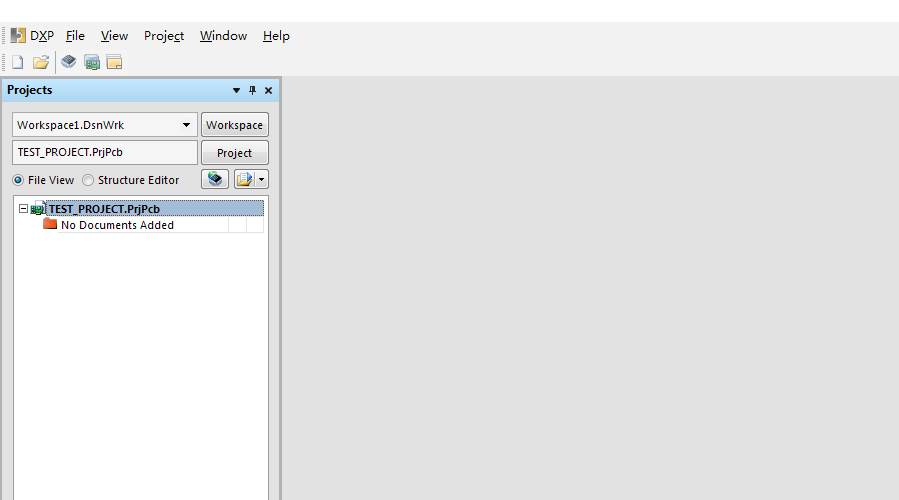 DXP File View Project Window Help
Projects
Workspace1.DsnWrk Workspace
TEST_PROJECT.PrjPcb Project
File View Structure Editor
TEST_PROJECT.PrjPcb
No Documents Added